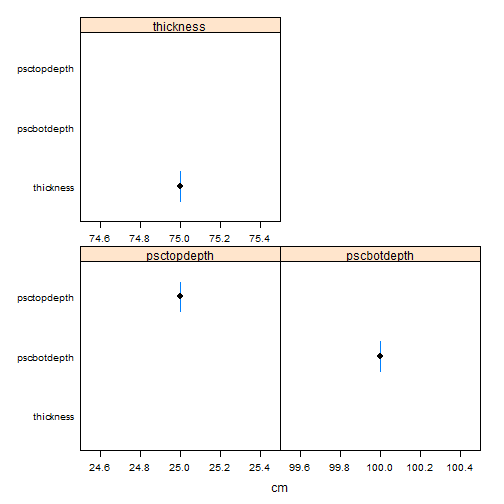 thickness
psctopdepth
pscbotdepth
thickness
74.6 74.8 75.0 75.2 75.4
psctopdepth pscbotdepth
psctopdepth
pscbotdepth
thickness
24.6 24.8 25.0 25.2 25.4 99.6 99.8 100.0 100.2 100.4
cm